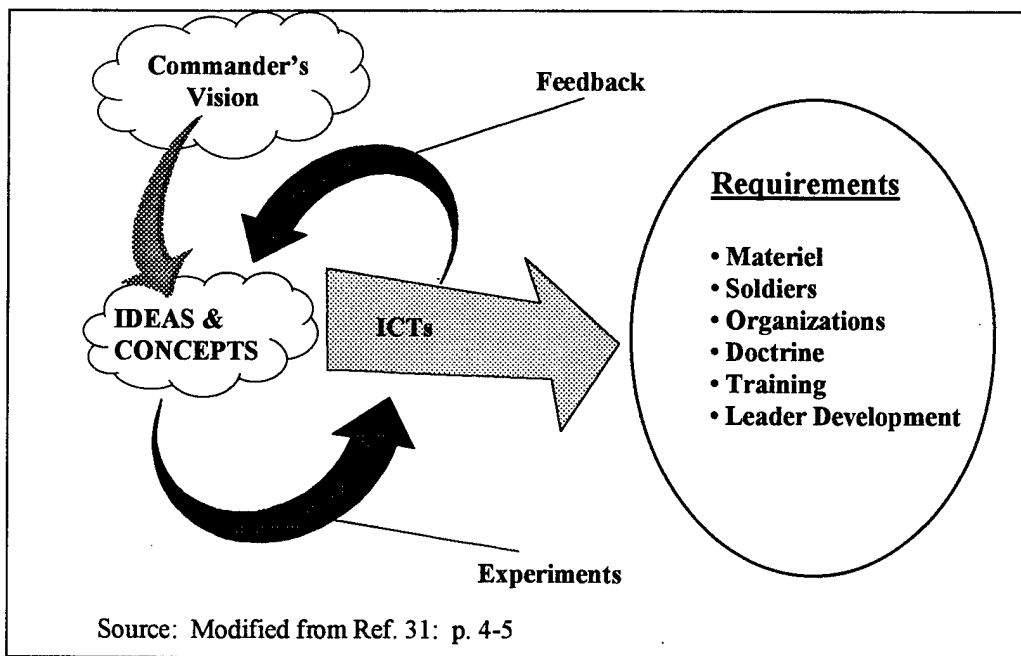 Commander's
Vision
Feedback
IDEAS &
CONCEPTS
ICTs
Experiments
Requirements
• Materiel
• Soldiers
• Organizations
• Doctrine
• Training
• Leader Development
Source: Modified from Ref. 31: p. 4-5